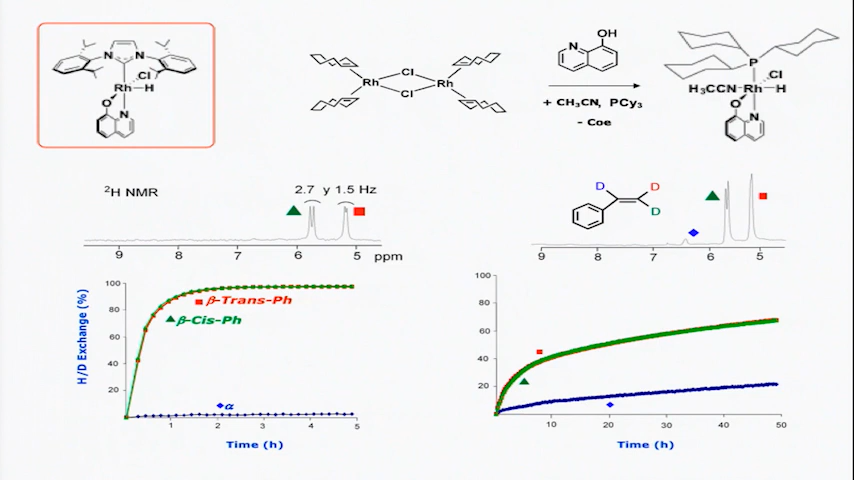 N N
Cl
Rh H
O N
Cl
Rh Rh
Cl
OH
N
+ CH₃CN, PCy₃
- Coe
P
Cl
H₃CCN Rh H
O N
²H NMR
2.7 y 1.5 Hz
9 8 7 6 5 ppm
D D
D
9 8 7 6 5
H/D Exchange (%)
100
80
60
40
20
β-Trans-Ph
β-Cis-Ph
α
1 2 3 4 5
Time (h)
100
80
60
40
20
10 20 30 40 50
Time (h)